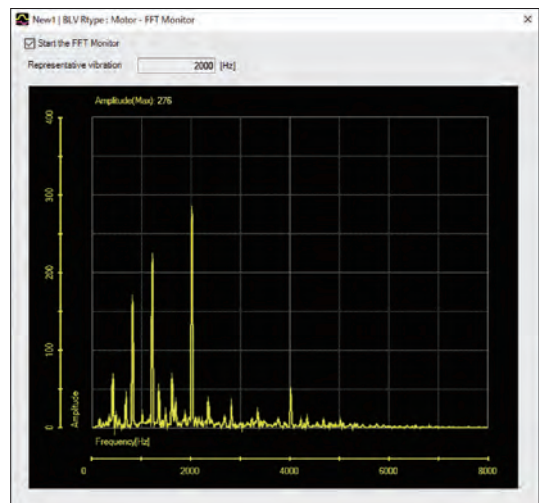 New1 | BLV Rtype : Motor - FFT Monitor
Start the FFT Monitor
Representative vibration 2000 [Hz]
Amplitude(Max): 276
400
300
200
100
0
Amplitude
Frequency[Hz]
0 2000 4000 6000 8000